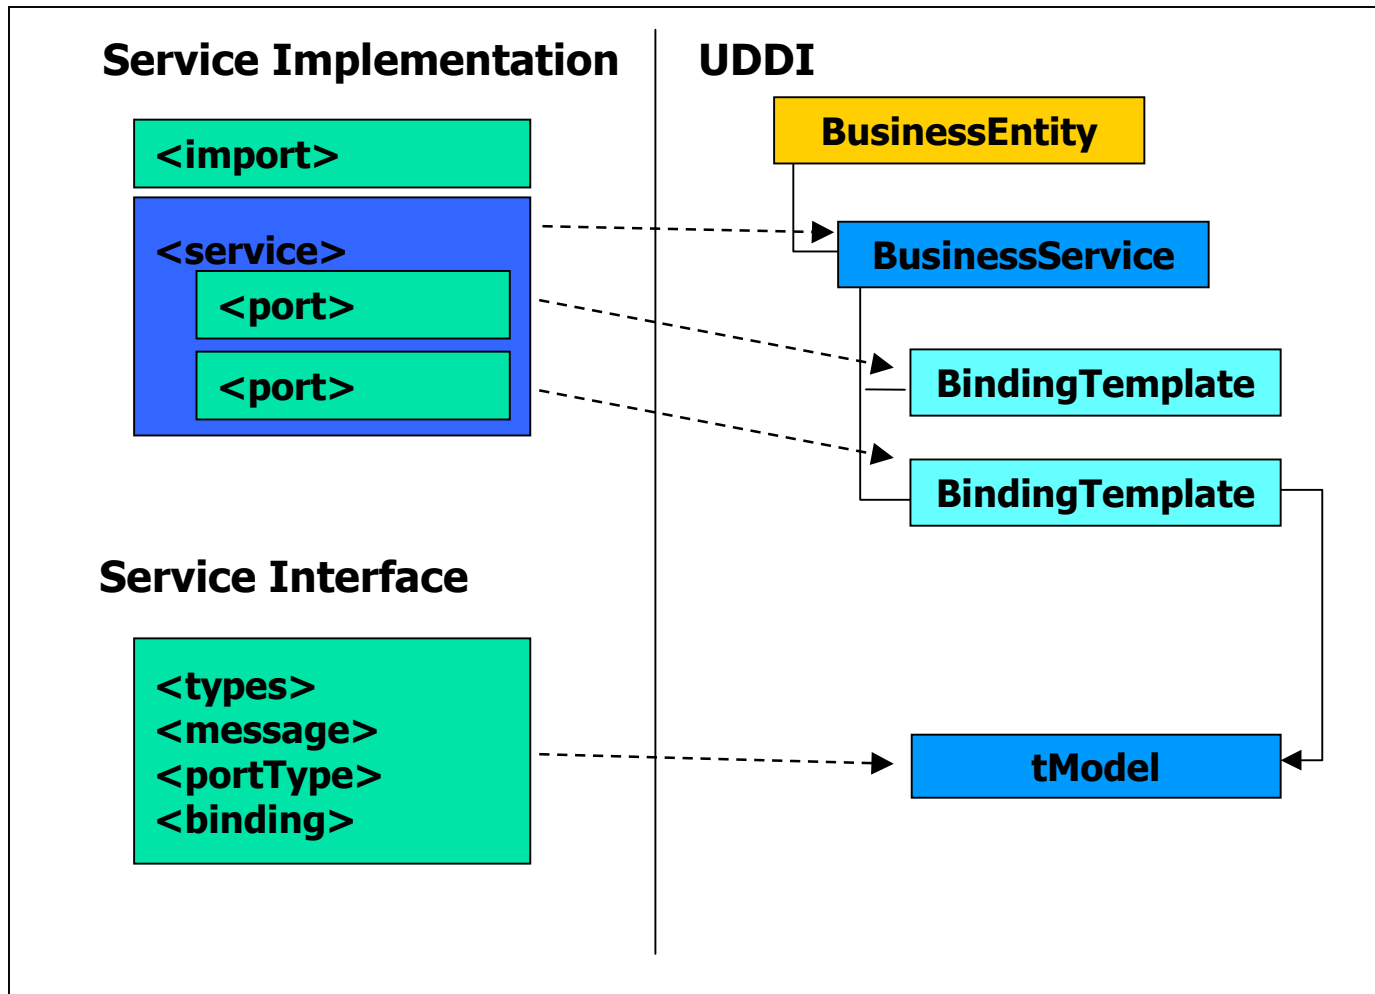 Service Implementation
<import>
<service>
<port>
<port>
Service Interface
<types>
<message>
<portType>
<binding>
UDDI
BusinessEntity
BusinessService
BindingTemplate
BindingTemplate
tModel